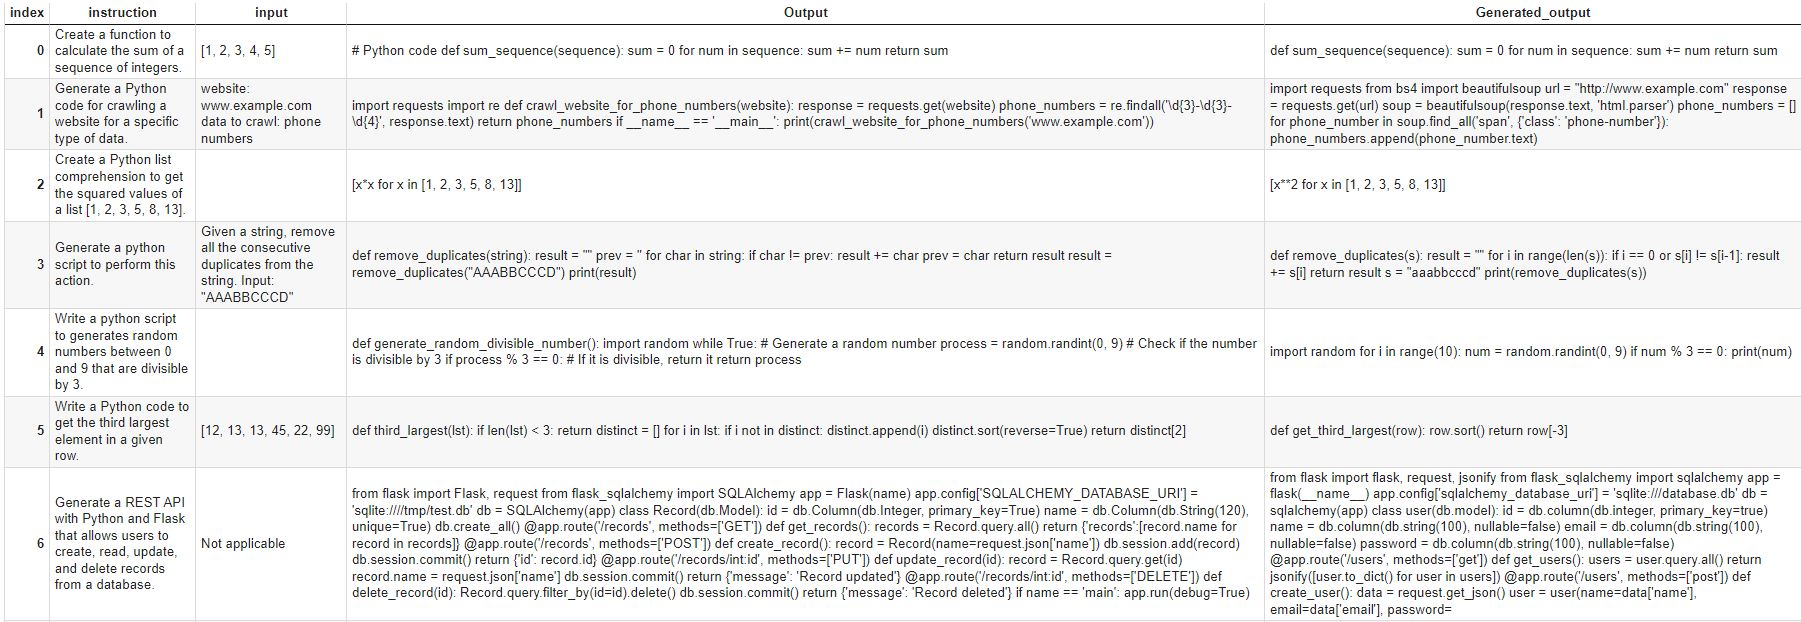 index instruction input Output Generated_output
0
Create a function to
calculate the sum of a
sequence of integers.
[1, 2, 3, 4, 5]
# Python code def sum_sequence(sequence): sum = 0 for num in sequence: sum += num return sum
def sum_sequence(sequence): sum = 0 for num in sequence: sum += num return sum
1
Generate a Python
code for crawling a
website for a specific
type of data.
website:
www.example.com
data to crawl: phone
numbers
import requests import re def crawl_website_for_phone_numbers(website): response = requests.get(website) phone_numbers = re.findall('\d{3}-\d{3}-
\d{4}', response.text) return phone_numbers if __name__ == '__main__': print(crawl_website_for_phone_numbers('www.example.com'))
import requests from bs4 import beautifulsoup url = "http://www.example.com" response
= requests.get(url) soup = beautifulsoup(response.text, 'html.parser') phone_numbers = []
for phone_number in soup.find_all('span', {'class': 'phone-number'}):
phone_numbers.append(phone_number.text)
2
Create a Python list
comprehension to get
the squared values of
a list [1, 2, 3, 5, 8, 13].
[x*x for x in [1, 2, 3, 5, 8, 13]]
[x**2 for x in [1, 2, 3, 5, 8, 13]]
3
Generate a python
script to perform this
action.
Given a string, remove
all the consecutive
duplicates from the
string. Input:
"AAABBCCCD"
def remove_duplicates(string): result = "" prev = '' for char in string: if char != prev: result += char prev = char return result result =
remove_duplicates("AAABBCCCD") print(result)
def remove_duplicates(s): result = "" for i in range(len(s)): if i == 0 or s[i] != s[i-1]: result
+= s[i] return result s = "aaabbcccd" print(remove_duplicates(s))
4
Write a python script
to generates random
numbers between 0
and 9 that are divisible
by 3.
def generate_random_divisible_number(): import random while True: # Generate a random number process = random.randint(0, 9) # Check if the number
is divisible by 3 if process % 3 == 0: # If it is divisible, return it return process
import random for i in range(10): num = random.randint(0, 9) if num % 3 == 0: print(num)
5
Write a Python code to
get the third largest
element in a given
row.
[12, 13, 13, 45, 22, 99]
def third_largest(lst): if len(lst) < 3: return distinct = [] for i in lst: if i not in distinct: distinct.append(i) distinct.sort(reverse=True) return distinct[2]
def get_third_largest(row): row.sort() return row[-3]
6
Generate a REST API
with Python and Flask
that allows users to
create, read, update,
and delete records
from a database.
Not applicable
from flask import Flask, request from flask_sqlalchemy import SQLAlchemy app = Flask(name) app.config['SQLALCHEMY_DATABASE_URI'] =
'sqlite:////tmp/test.db' db = SQLAlchemy(app) class Record(db.Model): id = db.Column(db.Integer, primary_key=True) name = db.Column(db.String(120),
unique=True) db.create_all() @app.route('/records', methods=['GET']) def get_records(): records = Record.query.all() return {'records':[record.name for
record in records]} @app.route('/records', methods=['POST']) def create_record(): record = Record(name=request.json['name']) db.session.add(record)
db.session.commit() return {'id': record.id} @app.route('/records/int:id', methods=['PUT']) def update_record(id): record = Record.query.get(id)
record.name = request.json['name'] db.session.commit() return {'message': 'Record updated'} @app.route('/records/int:id', methods=['DELETE']) def
delete_record(id): Record.query.filter_by(id=id).delete() db.session.commit() return {'message': 'Record deleted'} if name == 'main': app.run(debug=True)
from flask import flask, request, jsonify from flask_sqlalchemy import sqlalchemy app =
flask(__name__) app.config['sqlalchemy_database_uri'] = 'sqlite:///database.db' db =
sqlalchemy(app) class user(db.model): id = db.column(db.integer, primary_key=true)
name = db.column(db.string(100), nullable=false) email = db.column(db.string(100),
nullable=false) password = db.column(db.string(100), nullable=false)
@app.route('/users', methods=['get']) def get_users(): users = user.query.all() return
jsonify([user.to_dict() for user in users]) @app.route('/users', methods=['post']) def
create_user(): data = request.get_json() user = user(name=data['name'],
email=data['email'], password=